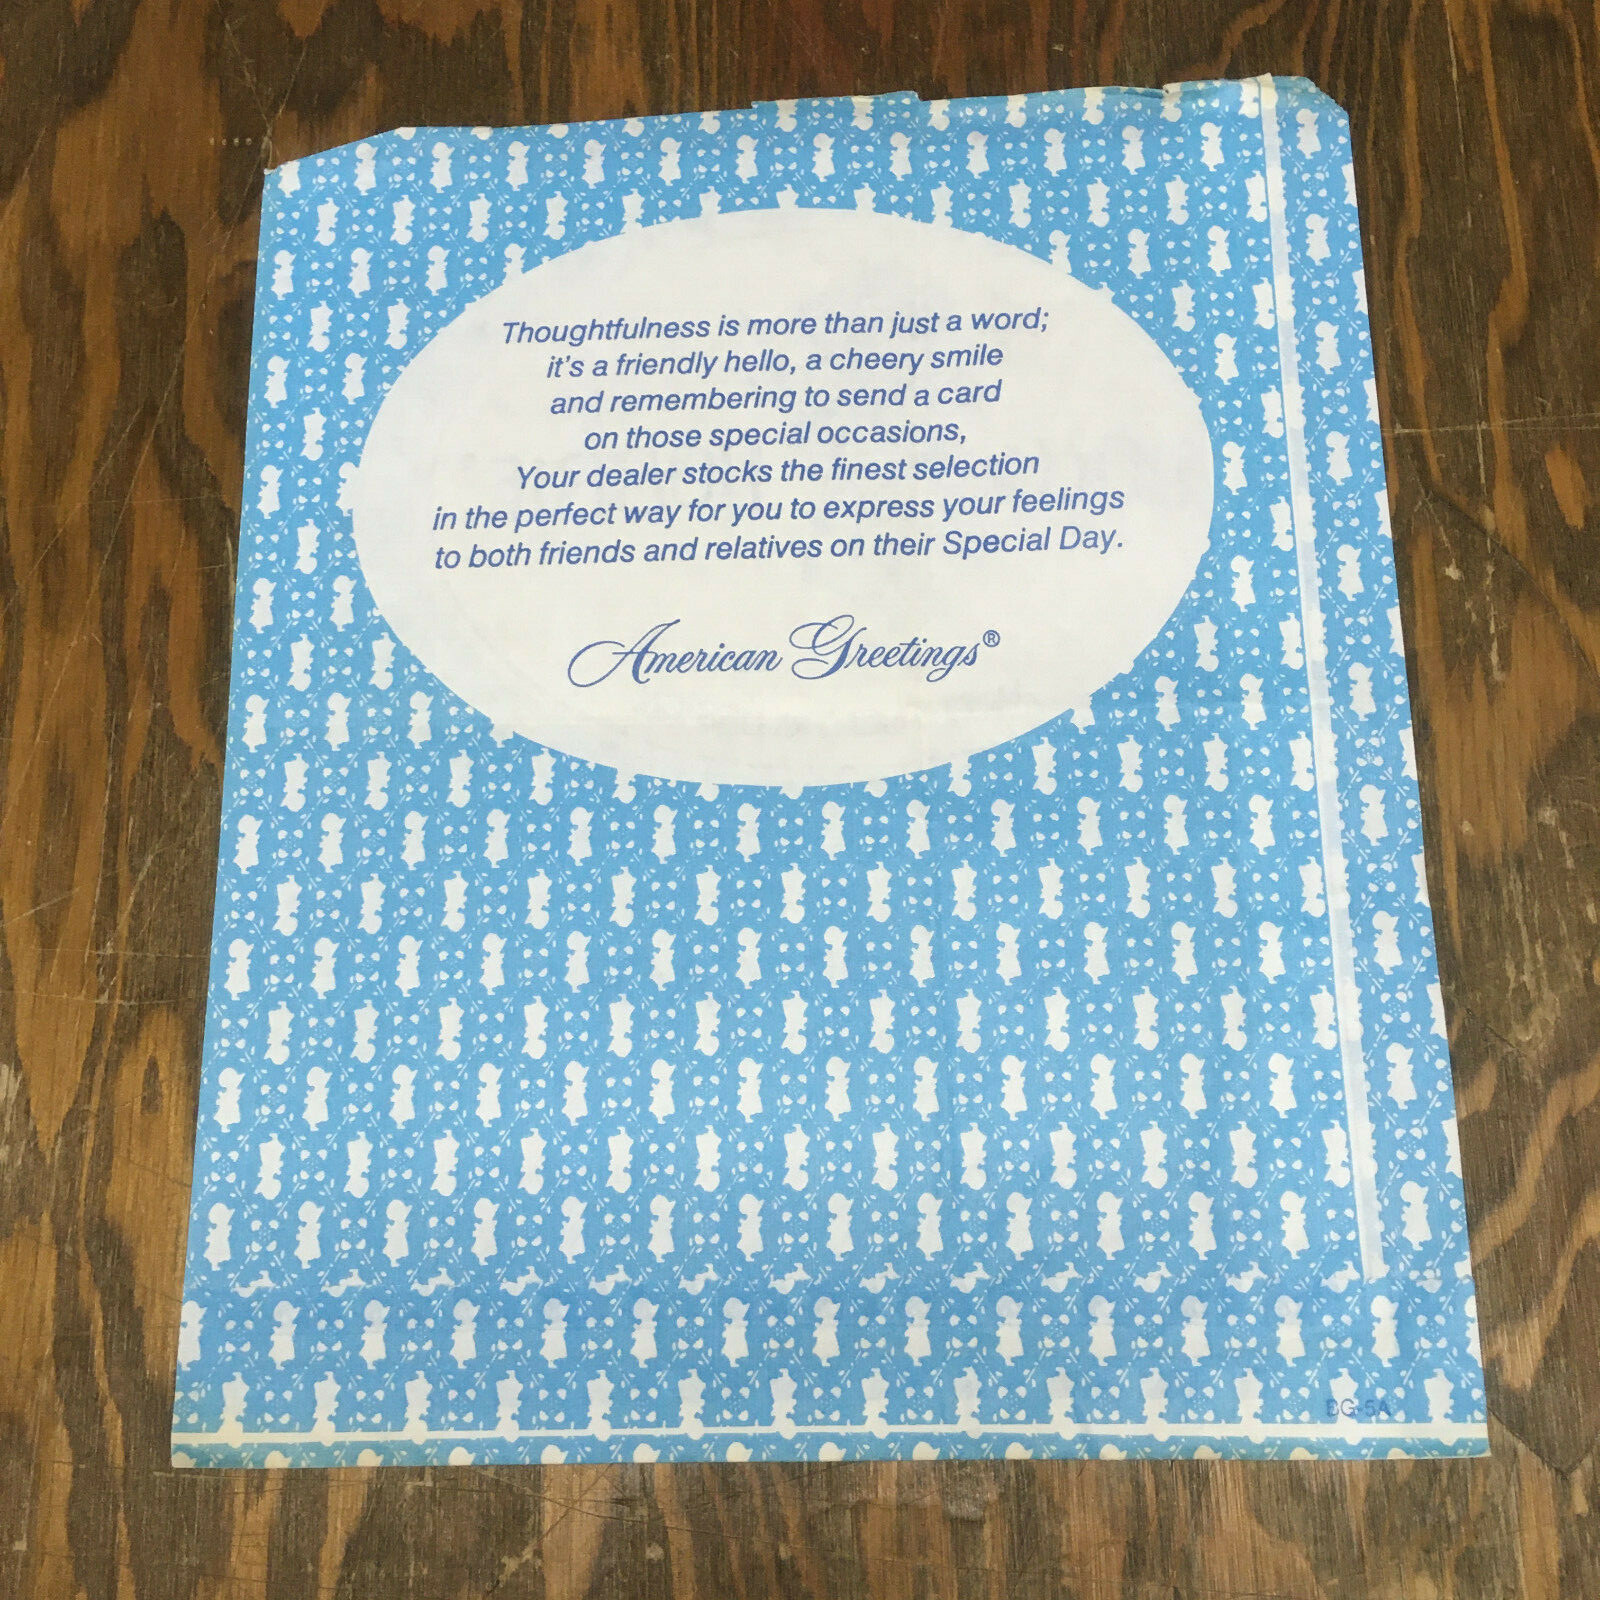 Thoughtfulness is more than just a word;
it's a friendly hello, a cheery smile
and remembering to send a card
on those special occasions,
Your dealer stocks the finest selection
in the perfect way for you to express your feelings
to both friends and relatives on their Special Day.
American Greetings®
BG-5A